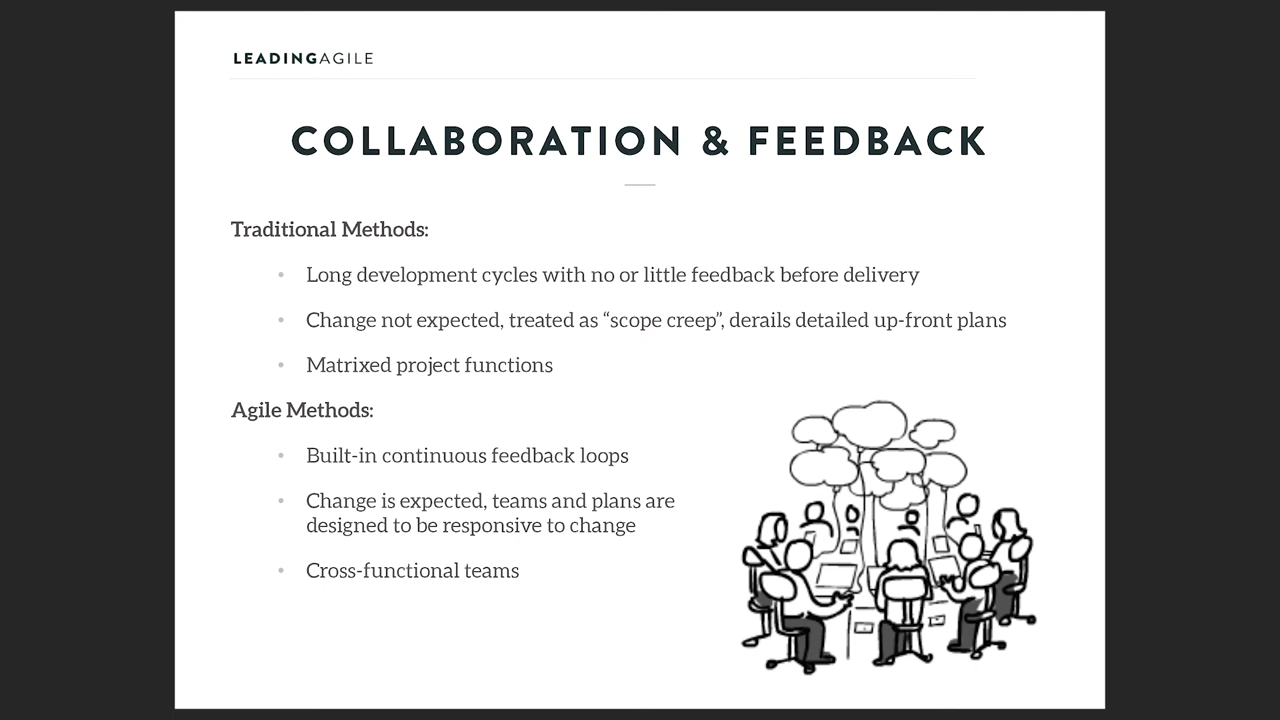 LEADINGAGILE
COLLABORATION & FEEDBACK
Traditional Methods:
• Long development cycles with no or little feedback before delivery
• Change not expected, treated as “scope creep”, derails detailed up-front plans
• Matrixed project functions
Agile Methods:
• Built-in continuous feedback loops
• Change is expected, teams and plans are
designed to be responsive to change
• Cross-functional teams